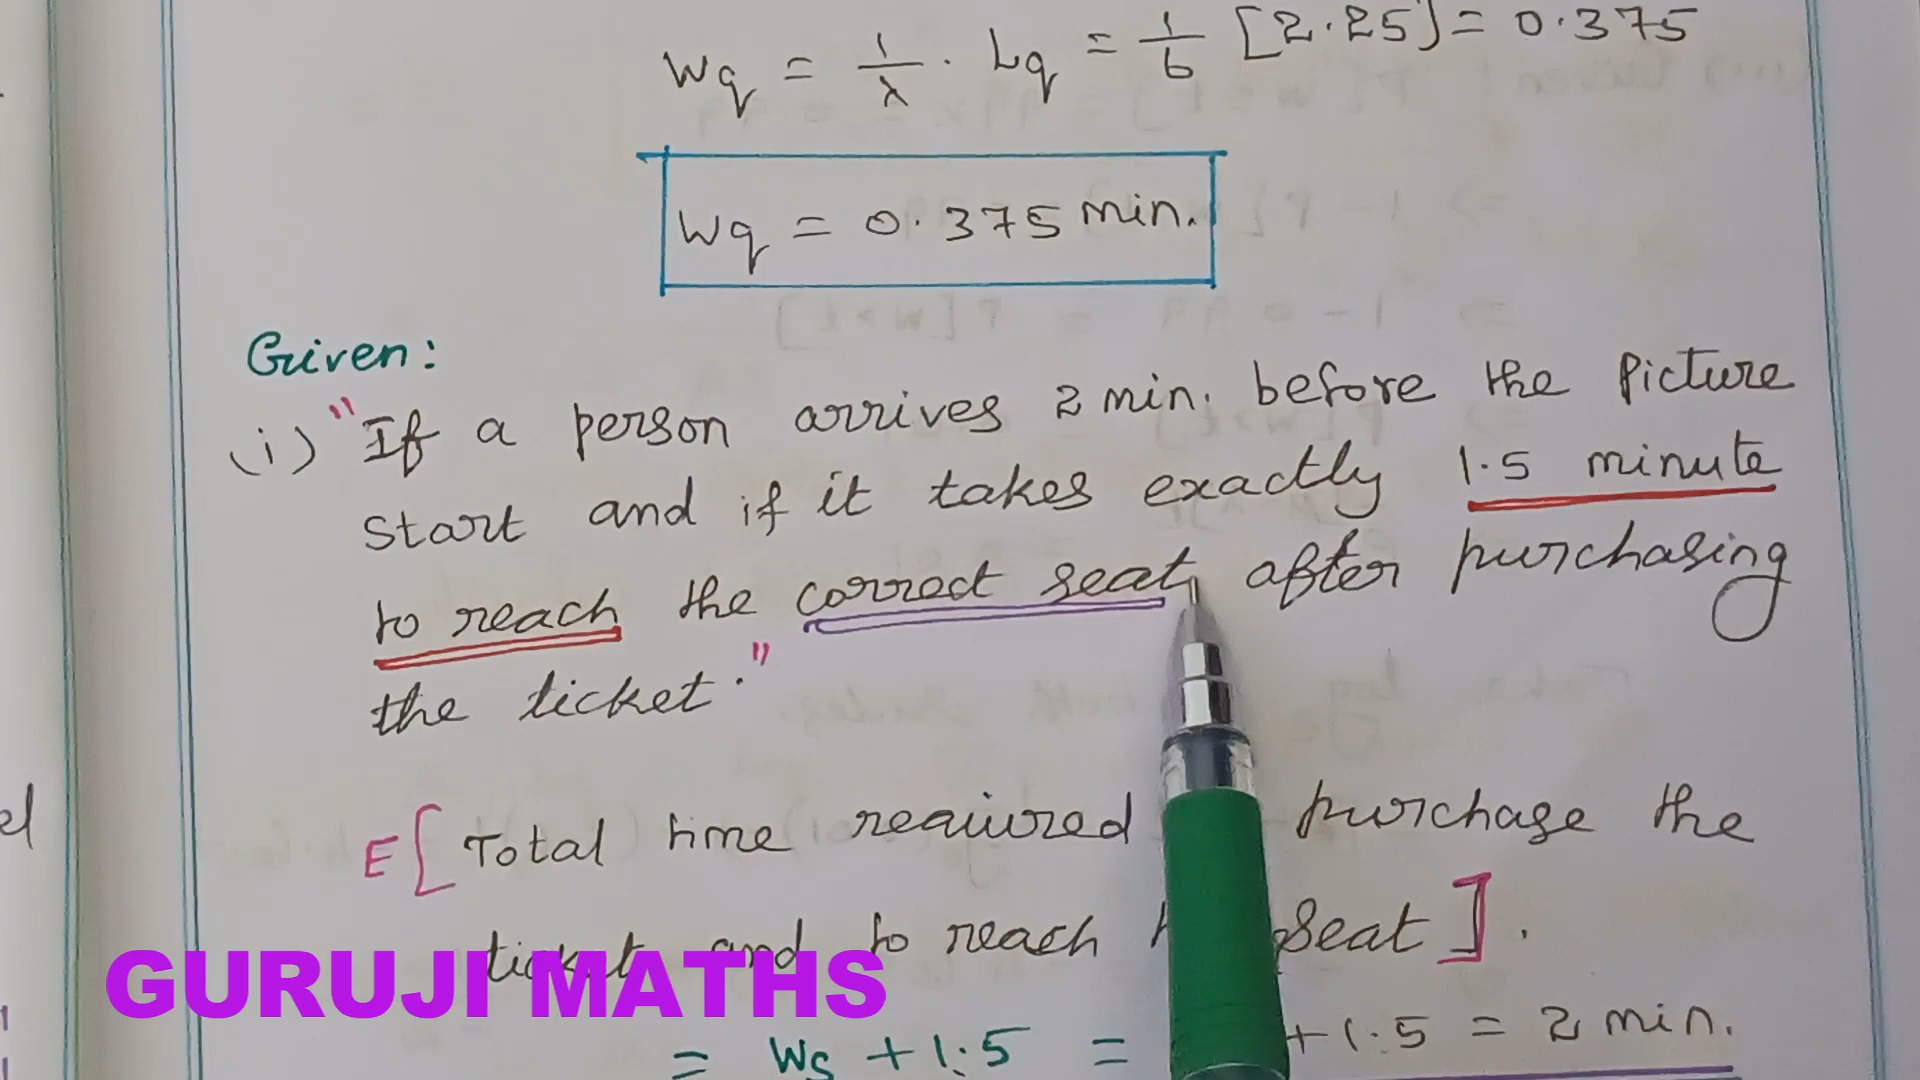 Wq = 1/λ . Lq = 1/6 [2.25] = 0.375
Wq = 0.375 min.
Given:
(i) "If a person arrives 2 min. before the Picture
start and if it takes exactly 1.5 minute
to reach the correct seat after purchasing
the ticket."
E[Total time required purchase the
ticket and to reach Seat].
= Ws + 1.5 = + 1.5 = 2 min.
GURUJI MATHS